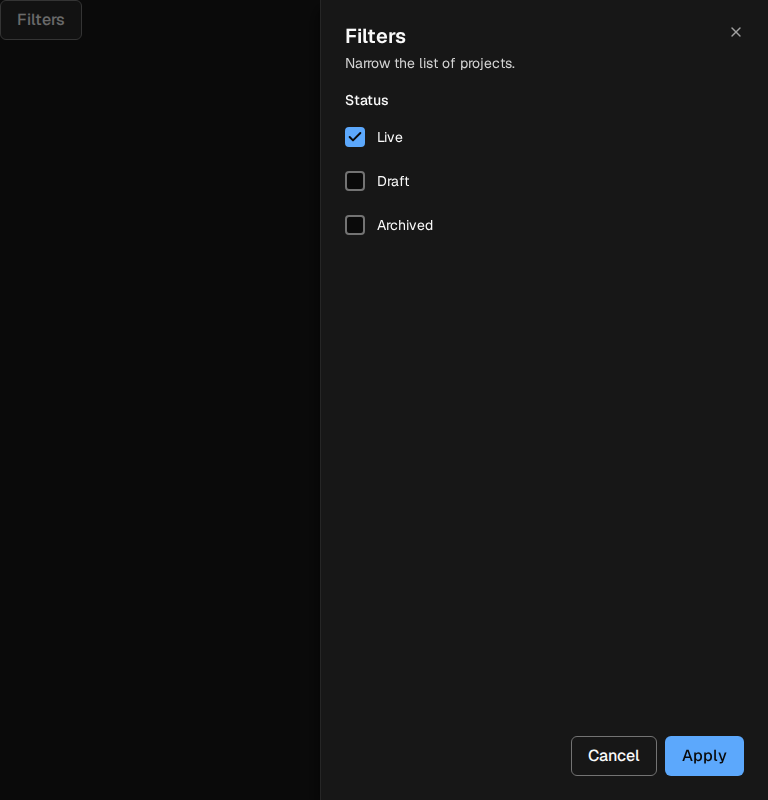 Filters
Filters
Narrow the list of projects.
Status
Live
Draft
Archived
Cancel
Apply